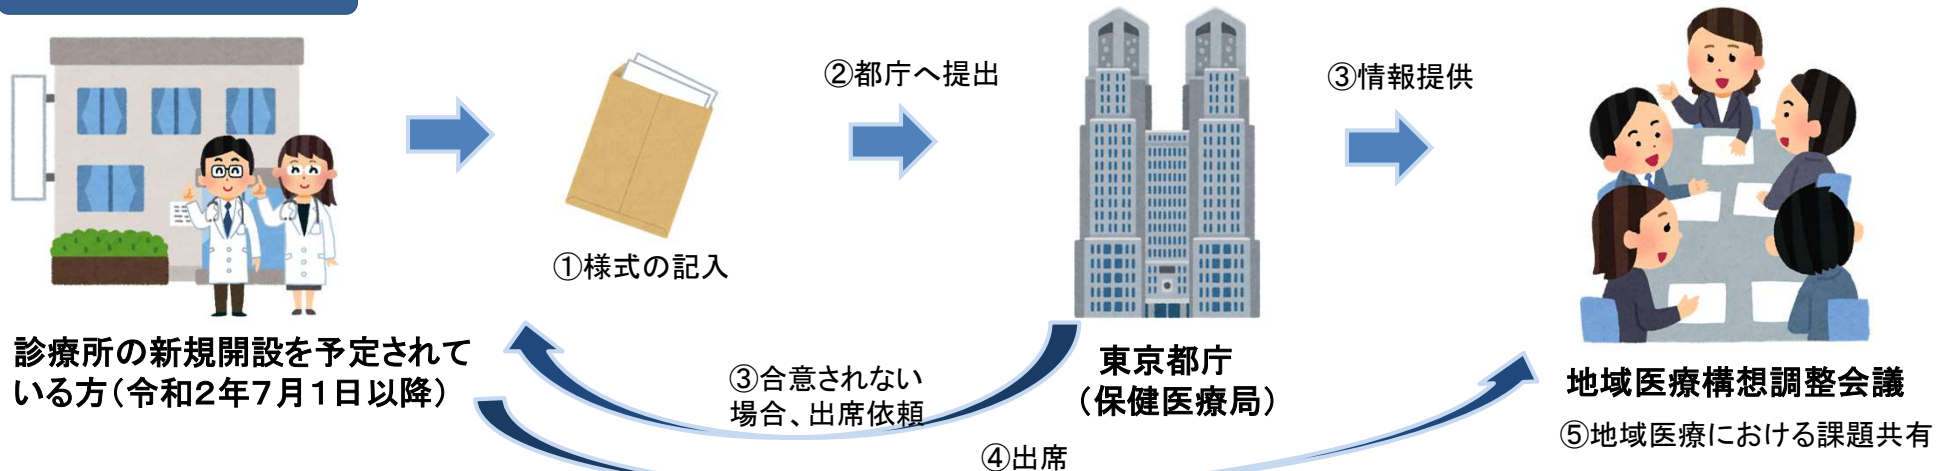 ②都庁へ提出
③情報提供
①様式の記入
診療所の新規開設を予定されて
いる方(令和2年7月1日以降)
③合意されない
場合、出席依頼
東京都庁
(保健医療局)
地域医療構想調整会議
④出席
⑤地域医療における課題共有